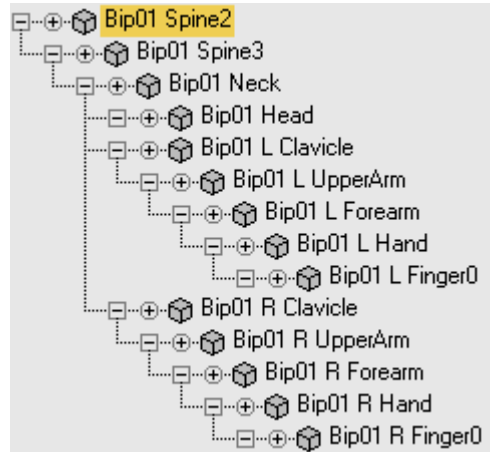 Bip01 Spine2
Bip01 Spine3
Bip01 Neck
Bip01 Head
Bip01 L Clavicle
Bip01 L UpperArm
Bip01 L Forearm
Bip01 L Hand
Bip01 L Finger0
Bip01 R Clavicle
Bip01 R UpperArm
Bip01 R Forearm
Bip01 R Hand
Bip01 R Finger0